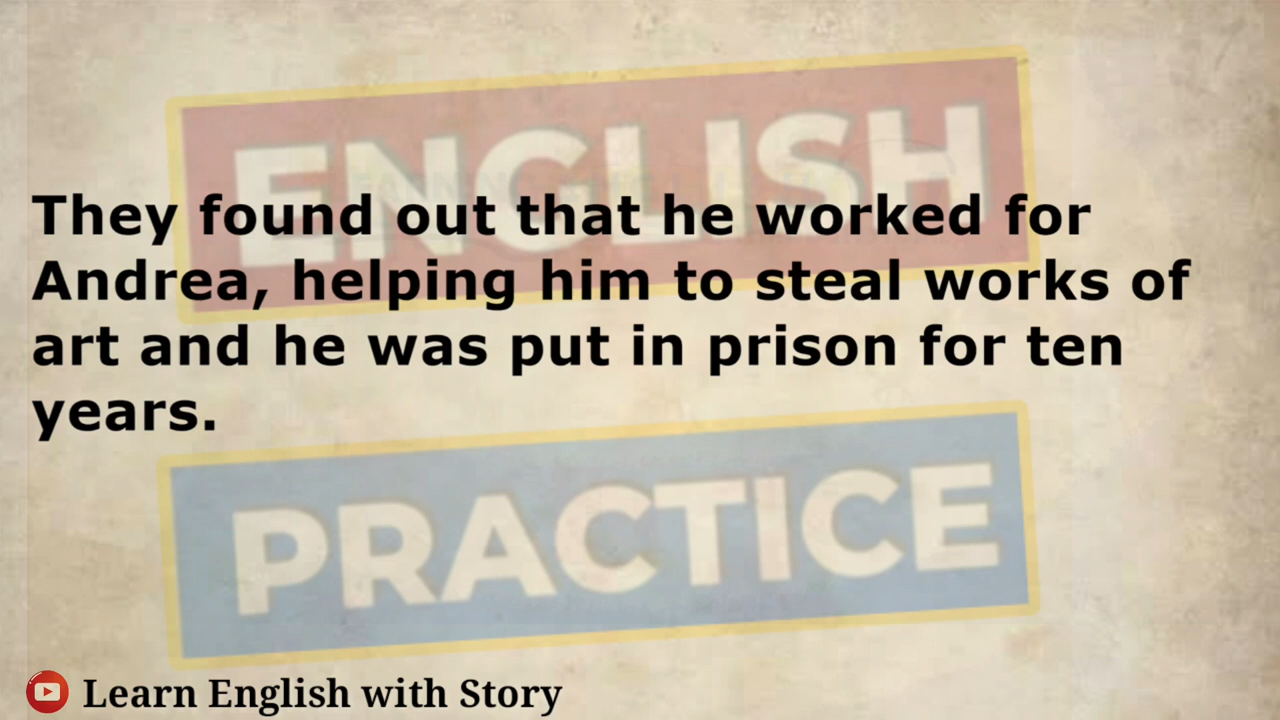 ENGLISH
They found out that he worked for
Andrea, helping him to steal works of
art and he was put in prison for ten
years.
PRACTICE
Learn English with Story